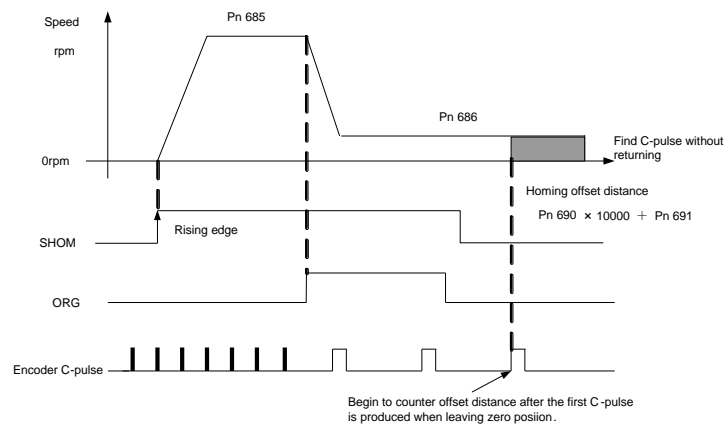 Speed
rpm
Pn 685
Pn 686
0rpm
Find C-pulse without
returning
Homing offset distance
Pn 690 × 10000 + Pn 691
Rising edge
SHOM
ORG
Encoder C-pulse
Begin to counter offset distance after the first C-pulse
is produced when leaving zero posiion.